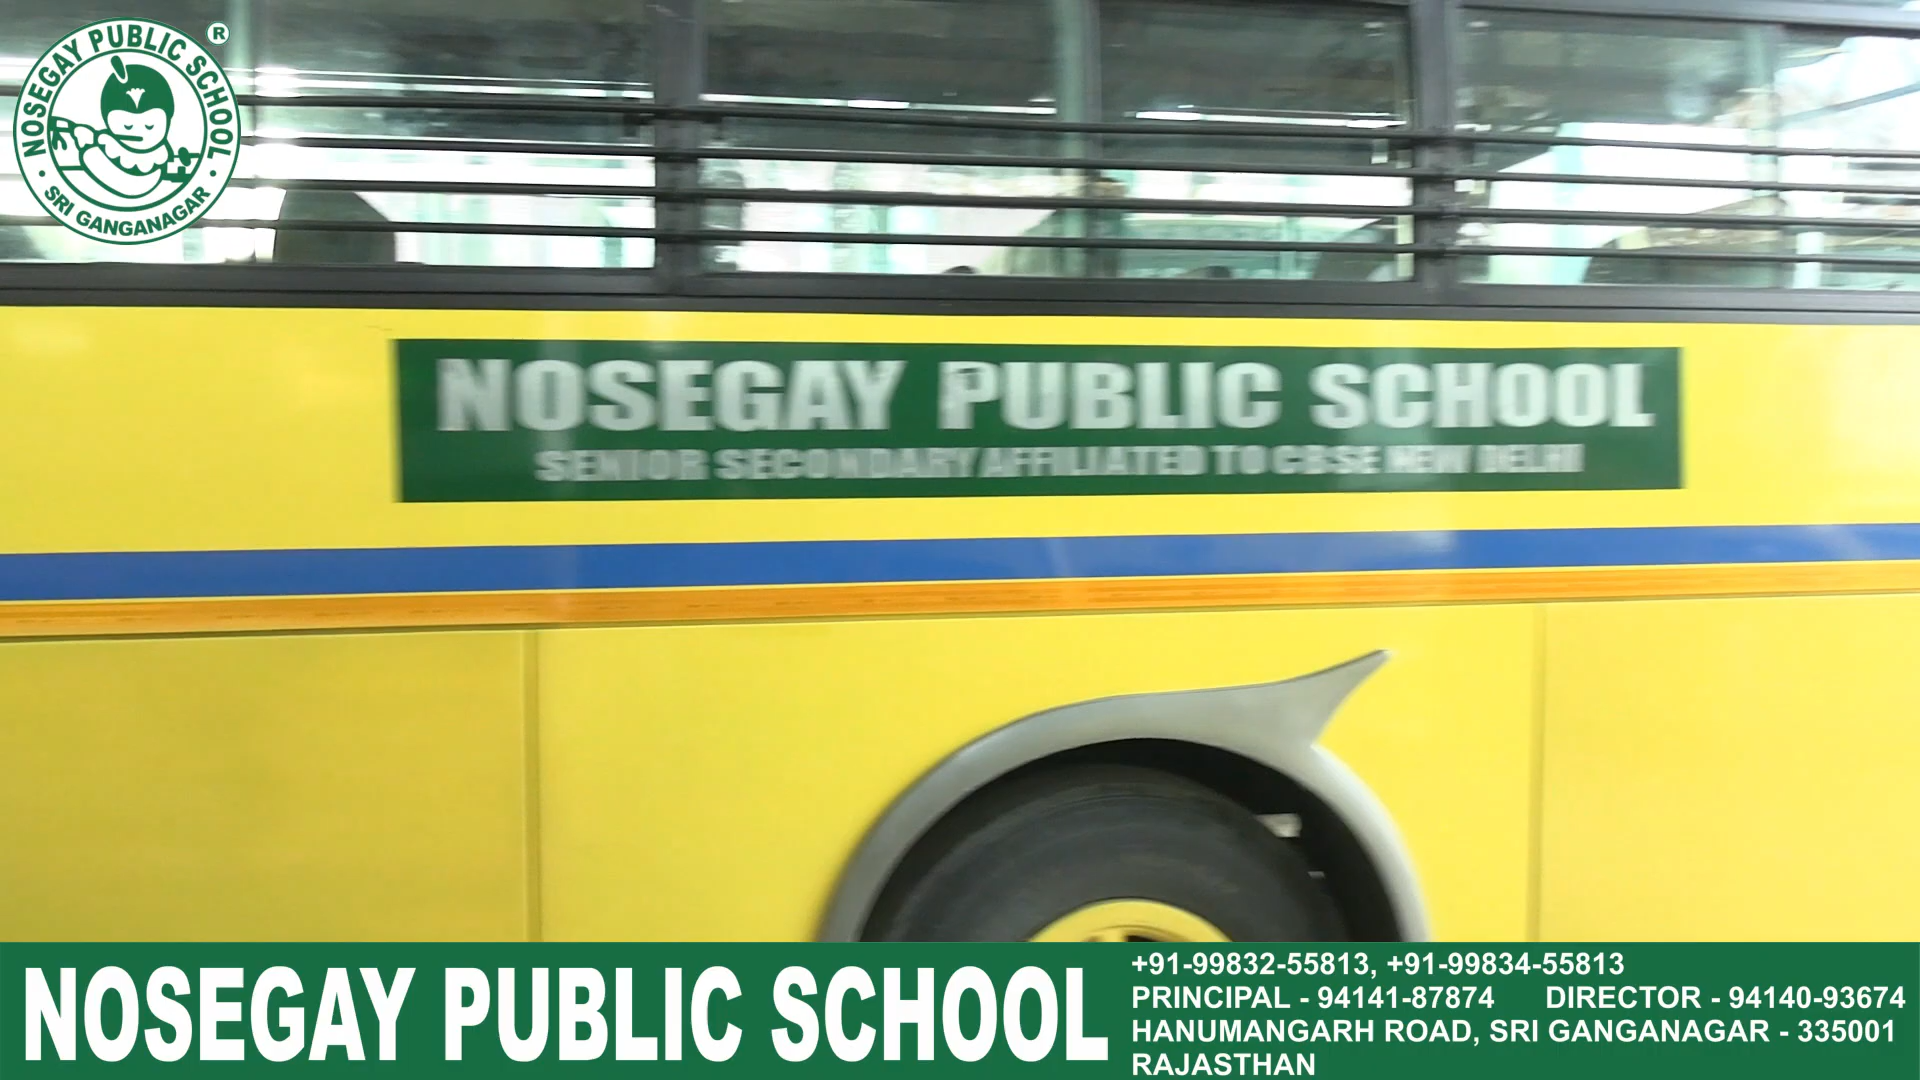 NOSEGAY PUBLIC SCHOOL
®
• SRI GANGANAGAR •
NOSEGAY PUBLIC SCHOOL
SENIOR SECONDARY AFFILIATED TO CBSE NEW DELHI
NOSEGAY PUBLIC SCHOOL
+91-99832-55813, +91-99834-55813
PRINCIPAL - 94141-87874 DIRECTOR - 94140-93674
HANUMANGARH ROAD, SRI GANGANAGAR - 335001
RAJASTHAN